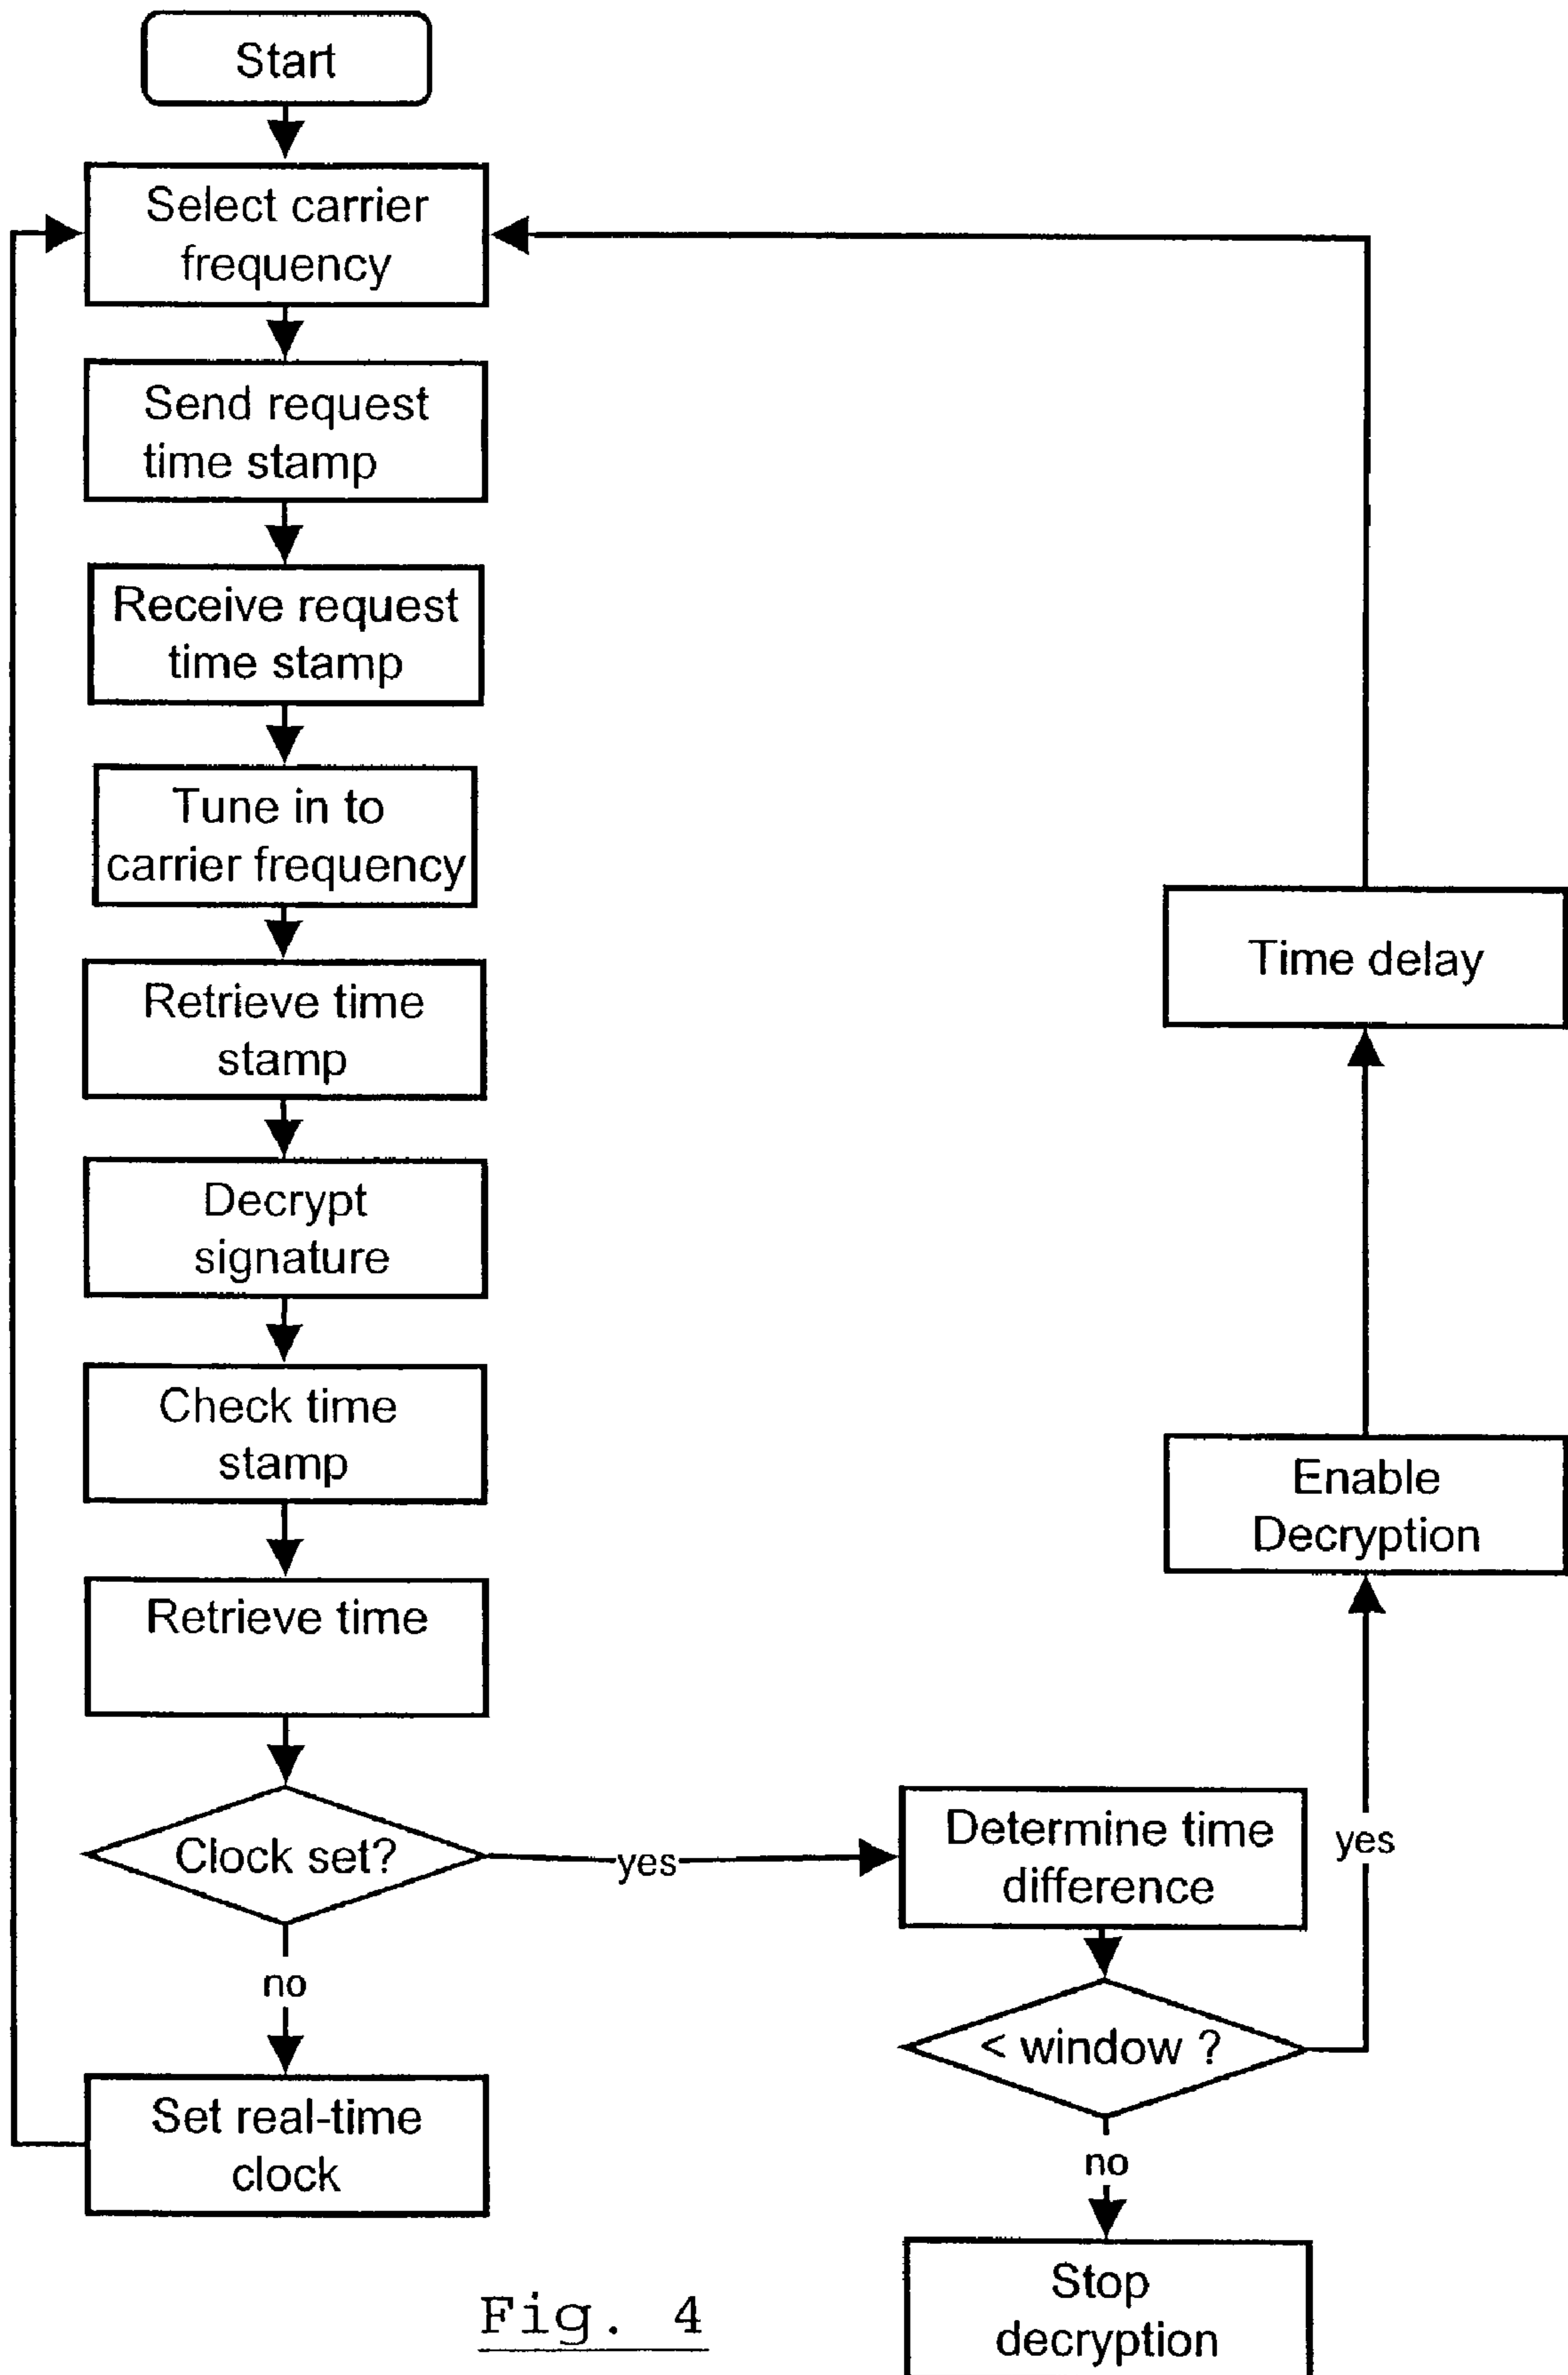 Start
Select carrier
frequency
Send request
time stamp
Receive request
time stamp
Tune in to
carrier frequency
Retrieve time
stamp
Decrypt
signature
Check time
stamp
Retrieve time
Clock set?
yes
no
Set real-time
clock
Determine time
difference
< window ?
yes
no
Stop
decryption
Enable
Decryption
Time delay
Fig. 4